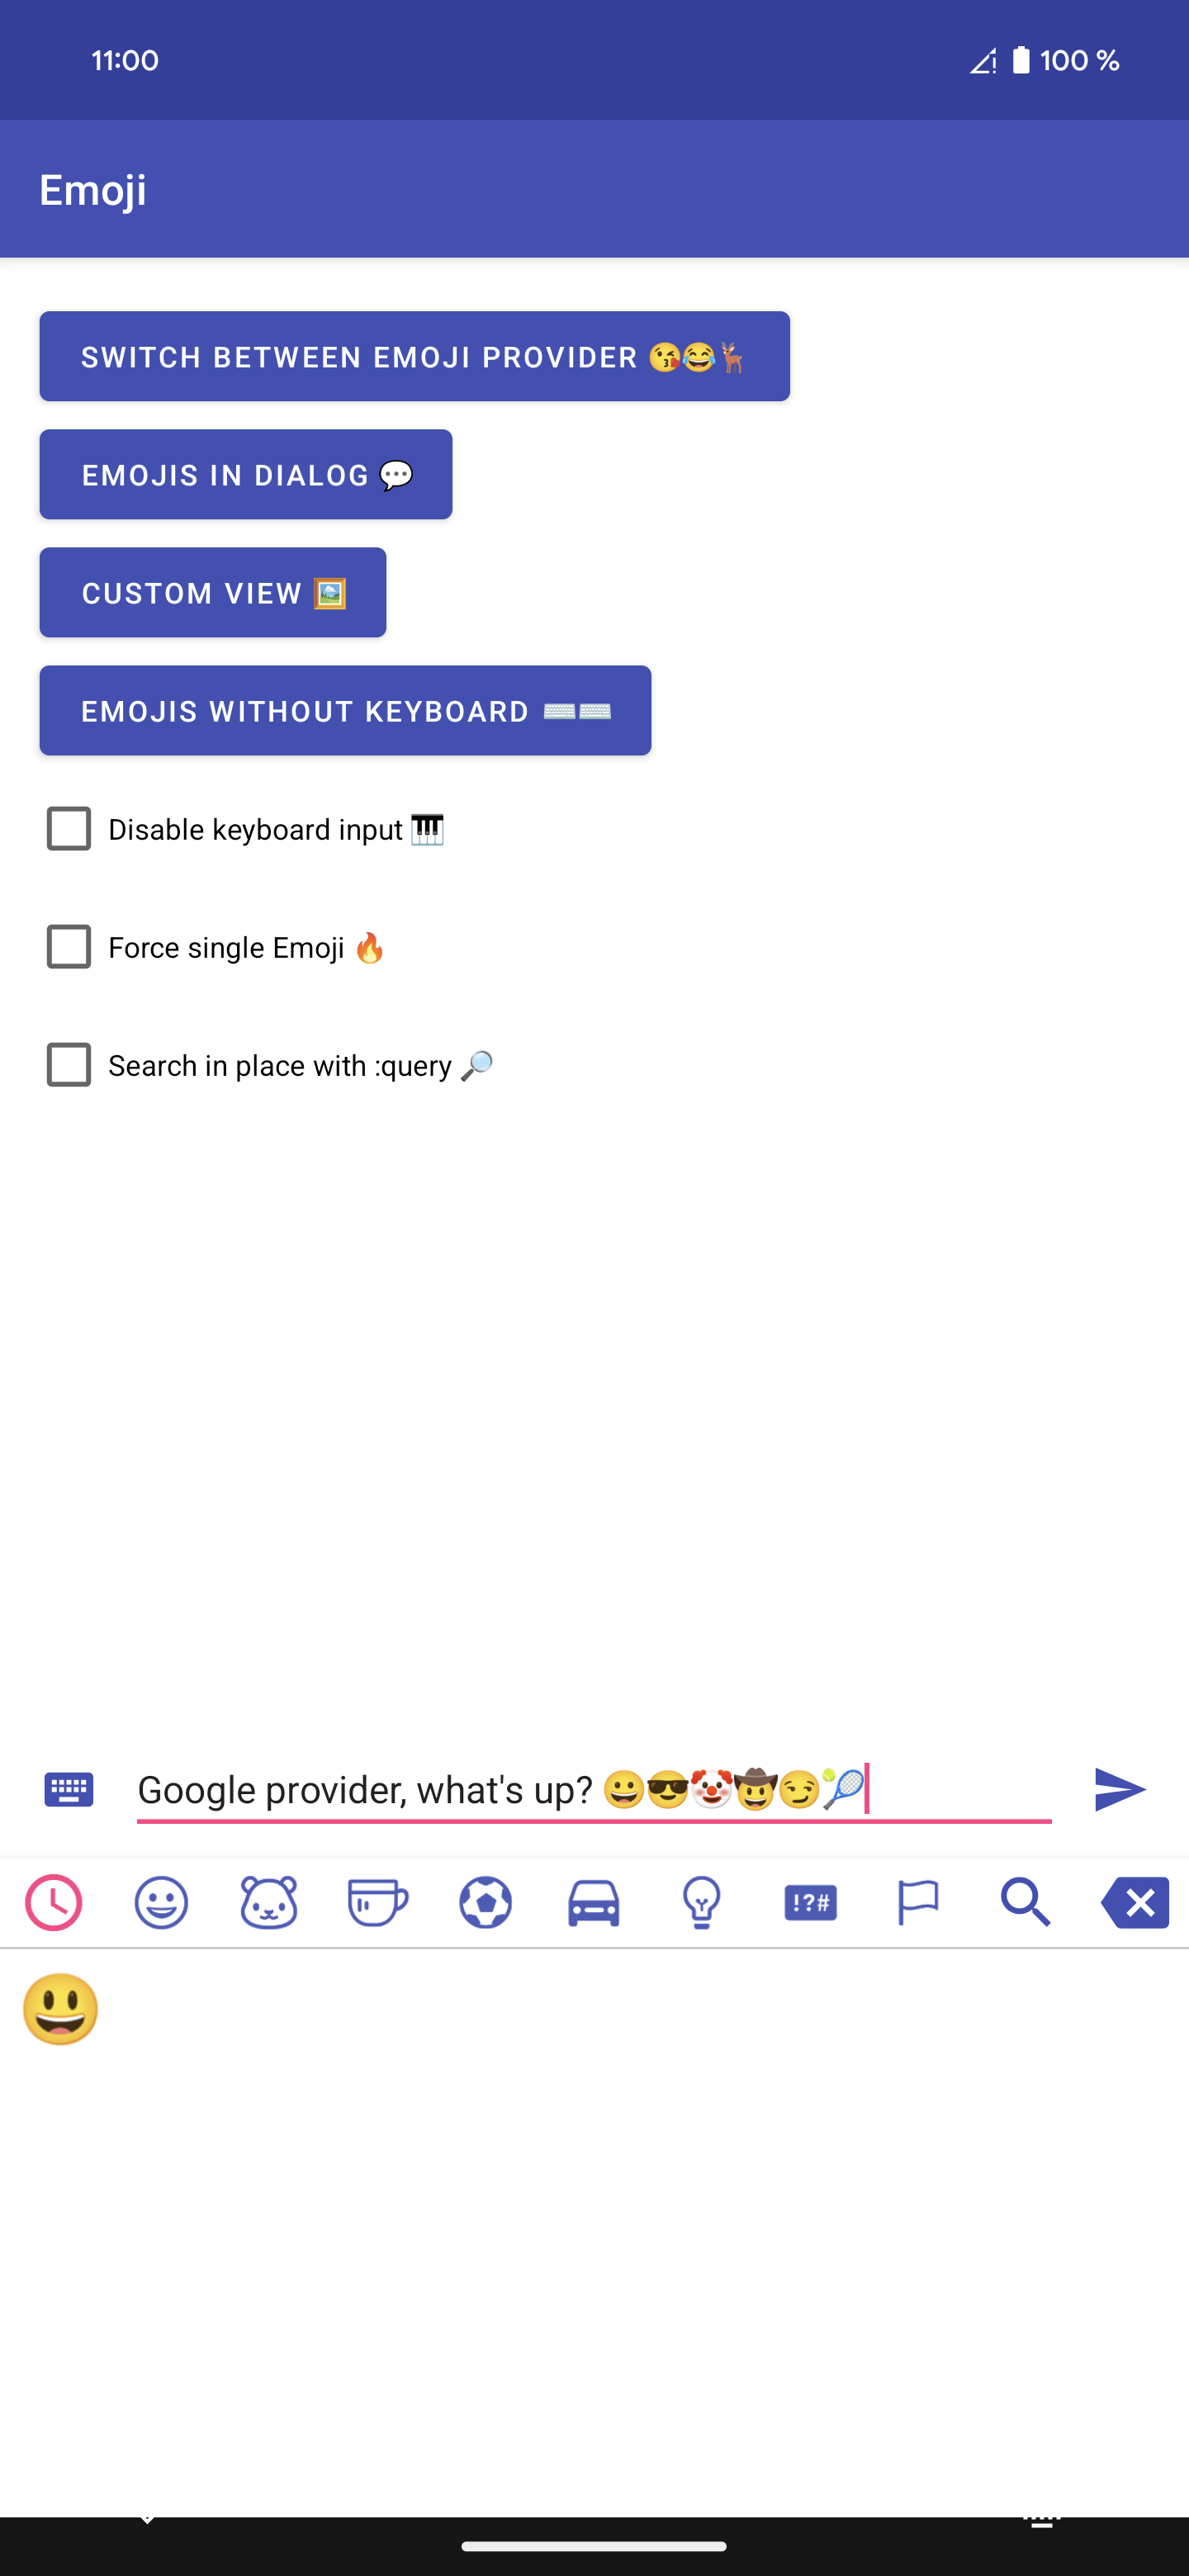 11:00
100 %
Emoji
SWITCH BETWEEN EMOJI PROVIDER 😘😂🦌
EMOJIS IN DIALOG 💬
CUSTOM VIEW 🖼️
EMOJIS WITHOUT KEYBOARD ⌨️⌨️
Disable keyboard input 🎹
Force single Emoji 🔥
Search in place with :query 🔎
Google provider, what's up? 😀😎🤡🤠😏🎾
!?#